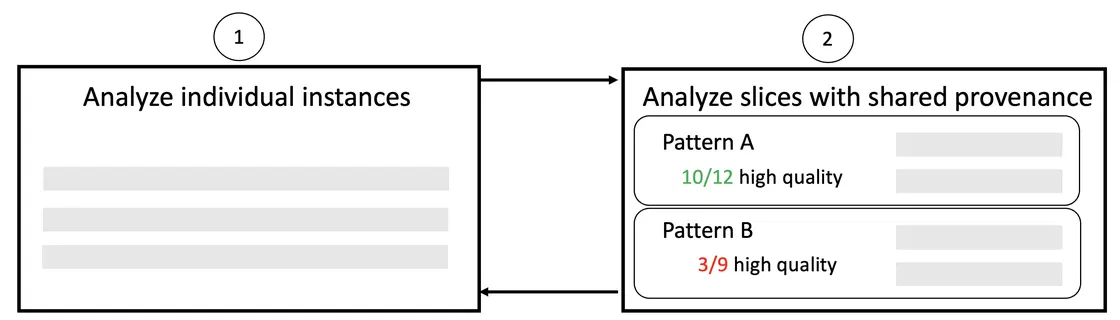 1
Analyze individual instances
2
Analyze slices with shared provenance
Pattern A
10/12 high quality
Pattern B
3/9 high quality